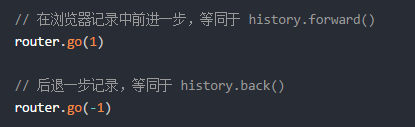 // 在浏览器记录中前进一步，等同于 history.forward()
router.go(1)
// 后退一步记录，等同于 history.back()
router.go(-1)